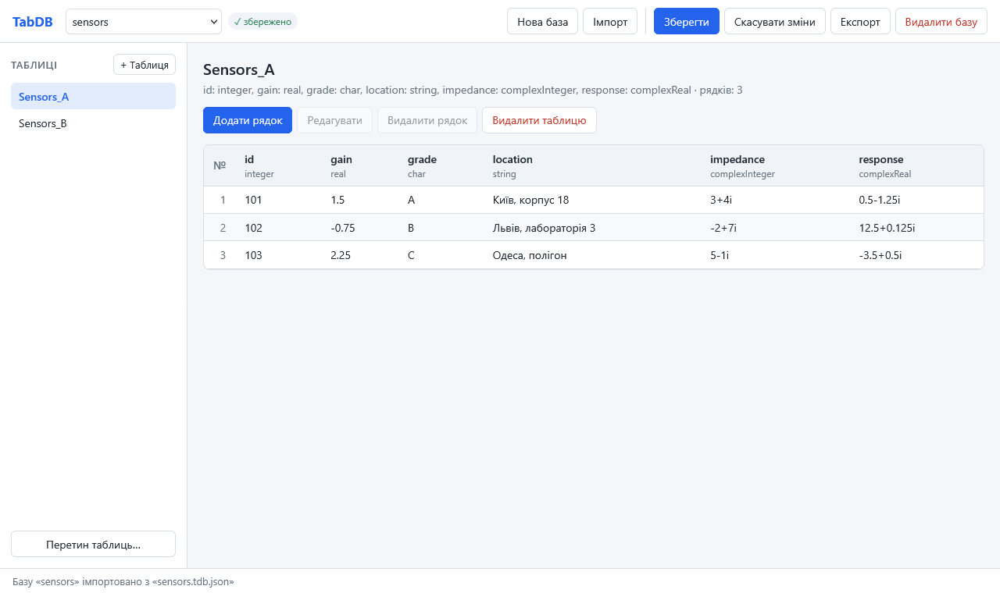 TabDB sensors ✓ збережено Нова база Імпорт Зберегти Скасувати зміни Експорт Видалити базу
ТАБЛИЦІ + Таблиця
Sensors_A
Sensors_B
Перетин таблиць...
Sensors_A
id: integer, gain: real, grade: char, location: string, impedance: complexInteger, response: complexReal · рядків: 3
Додати рядок Редагувати Видалити рядок Видалити таблицю
№ id gain grade location impedance response
integer real char string complexInteger complexReal
1 101 1.5 A Київ, корпус 18 3+4i 0.5-1.25i
2 102 -0.75 B Львів, лабораторія 3 -2+7i 12.5+0.125i
3 103 2.25 C Одеса, полігон 5-1i -3.5+0.5i
Базу «sensors» імпортовано з «sensors.tdb.json»